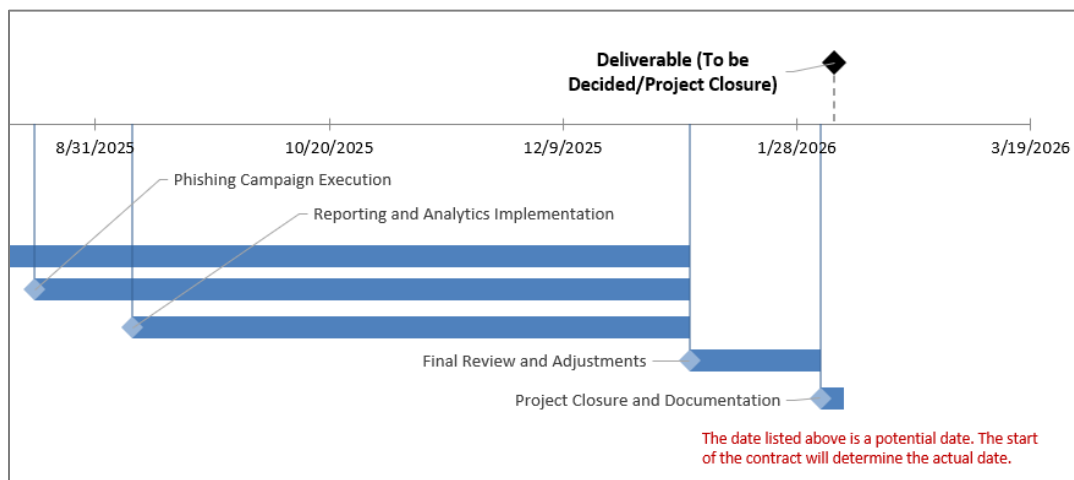 Deliverable (To be
Decided/Project Closure)
8/31/2025
10/20/2025
12/9/2025
1/28/2026
3/19/2026
Phishing Campaign Execution
Reporting and Analytics Implementation
Final Review and Adjustments
Project Closure and Documentation
The date listed above is a potential date. The start
of the contract will determine the actual date.